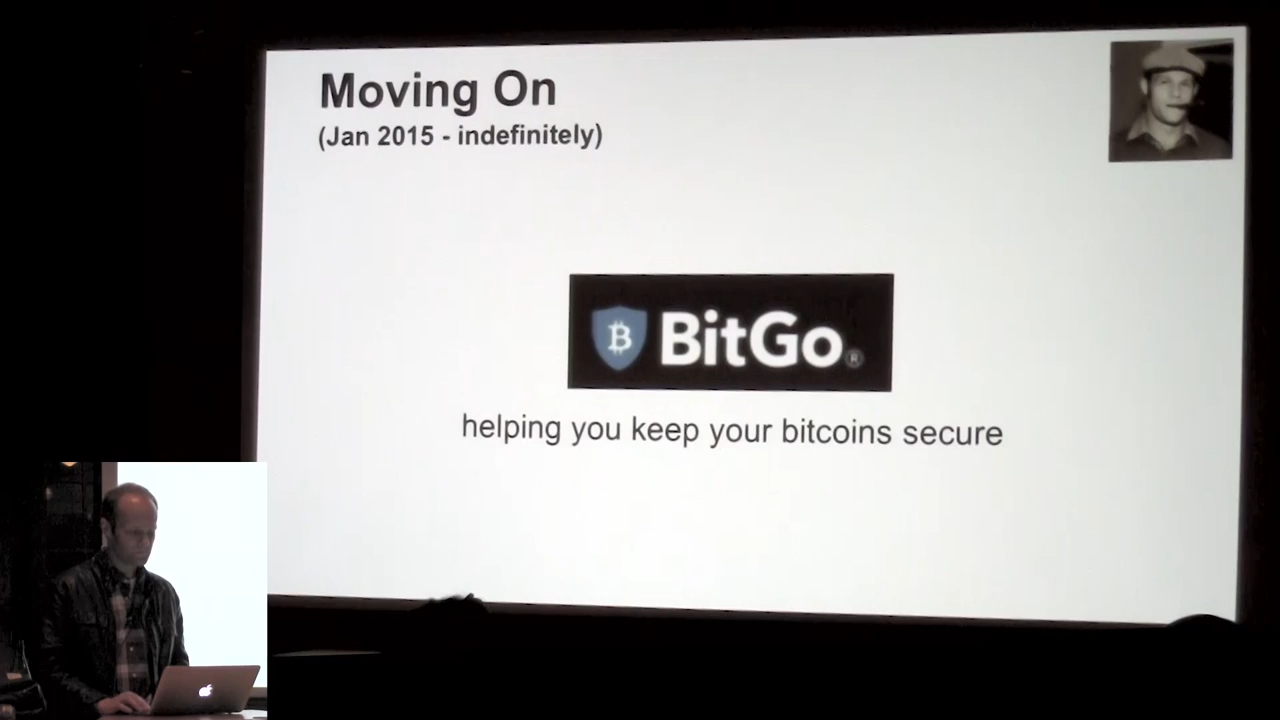 Moving On
(Jan 2015 - indefinitely)
B BitGo®
helping you keep your bitcoins secure